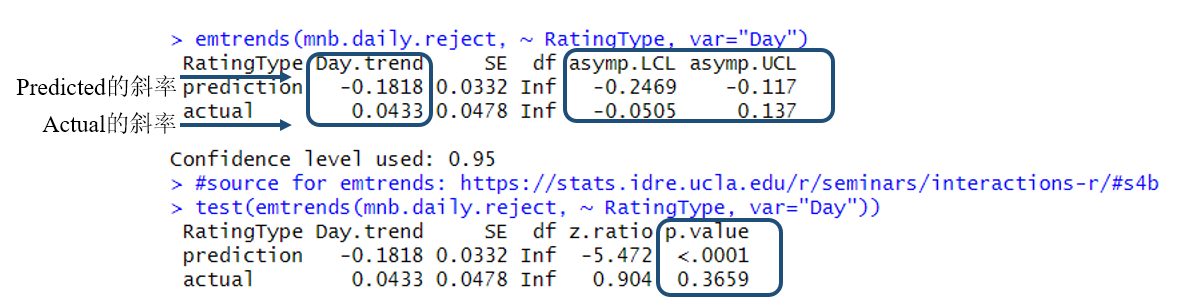 > emtrends(mnb.daily.reject, ~ RatingType, var="Day")
RatingType Day.trend SE df asymp.LCL asymp.UCL
Predicted的斜率 prediction -0.1818 0.0332 Inf -0.2469 -0.117
Actual的斜率 actual 0.0433 0.0478 Inf -0.0505 0.137
Confidence level used: 0.95
> #source for emtrends: https://stats.idre.ucla.edu/r/seminars/interactions-r/#s4b
> test(emtrends(mnb.daily.reject, ~ RatingType, var="Day"))
RatingType Day.trend SE df z.ratio p.value
prediction -0.1818 0.0332 Inf -5.472 <.0001
actual 0.0433 0.0478 Inf 0.904 0.3659